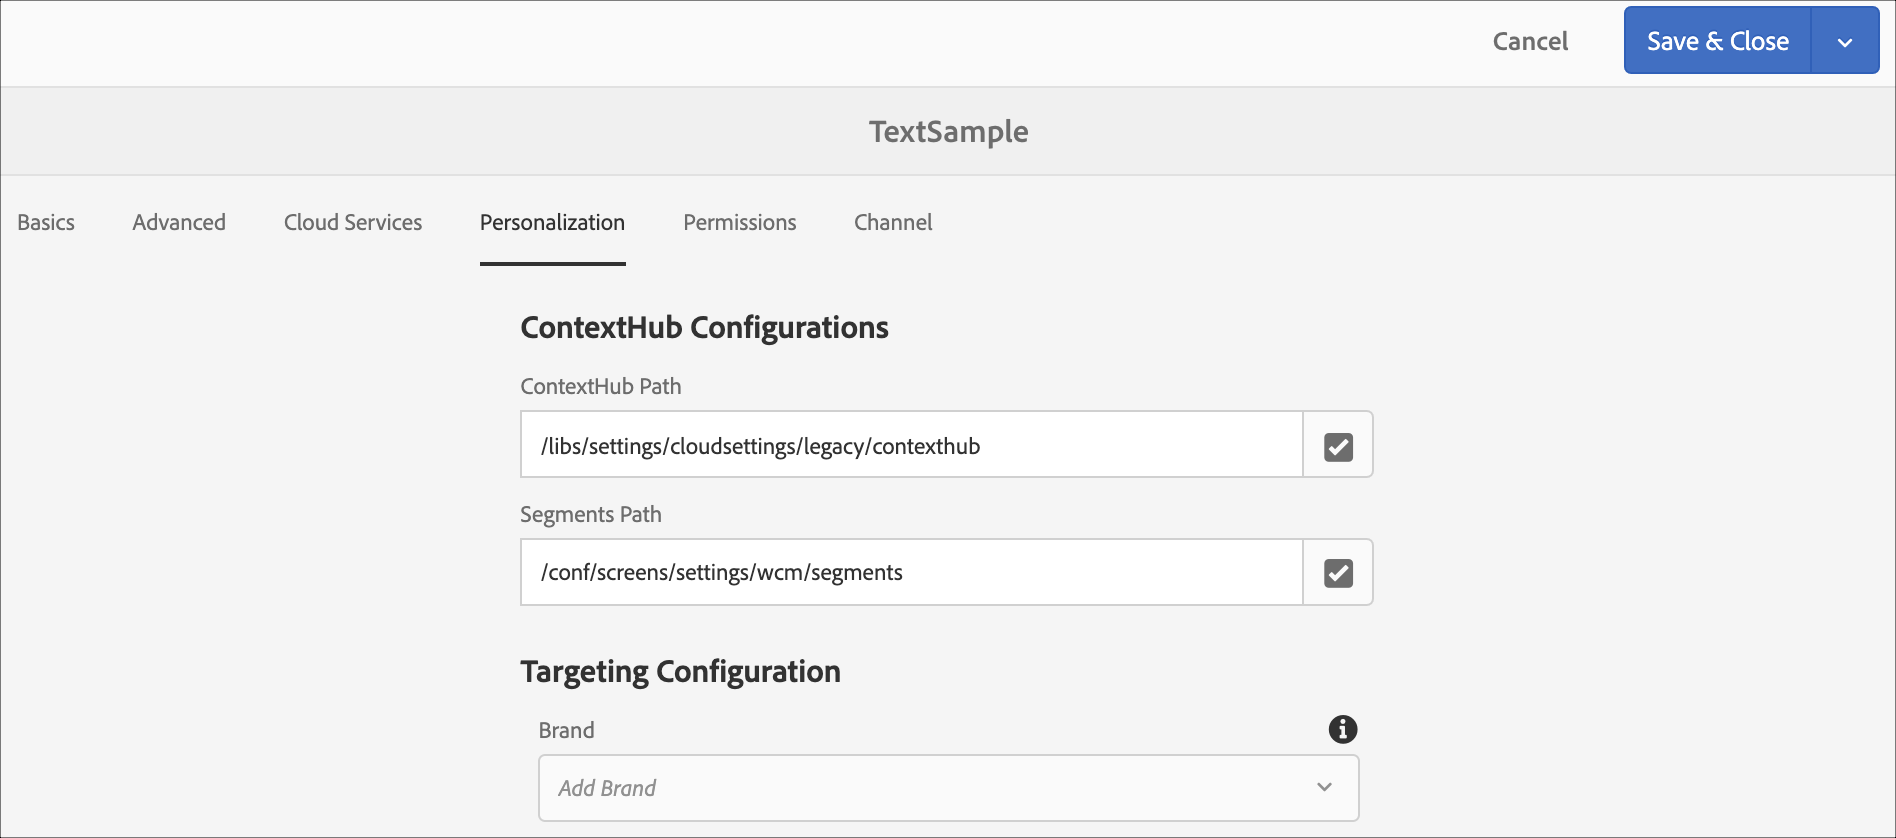 Cancel
Save & Close
TextSample
Basics Advanced Cloud Services Personalization Permissions Channel
ContextHub Configurations
ContextHub Path
/libs/settings/cloudsettings/legacy/contexthub
Segments Path
/conf/screens/settings/wcm/segments
Targeting Configuration
Brand
Add Brand